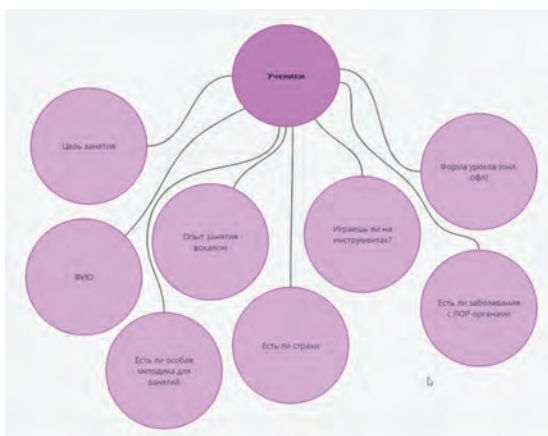 Ученики
Цель занятия
Форма уроков (онл,
офл)
Опыт занятия
вокалом
Играешь ли на
инструментах?
ФИО
Есть ли заболевания
с ЛОР-органами
Есть ли страхи
Есть ли особая
методика для
занятий